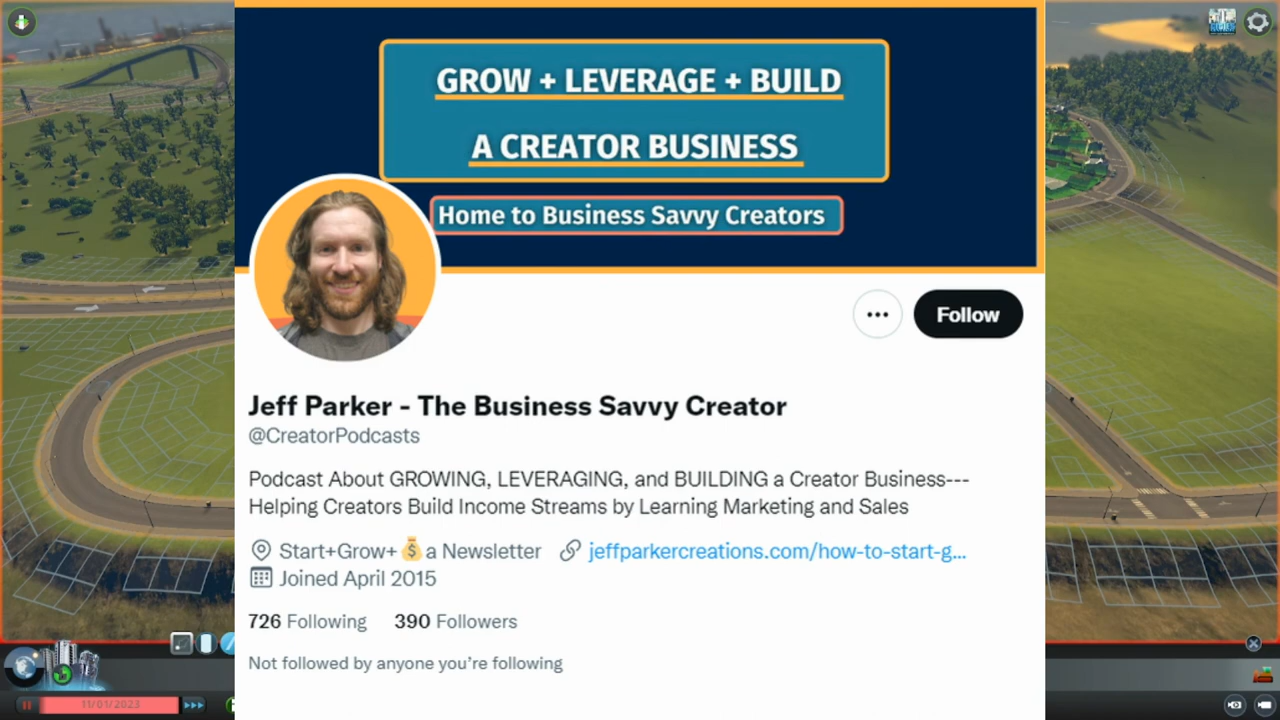 GROW + LEVERAGE + BUILD
A CREATOR BUSINESS
Home to Business Savvy Creators
Follow
Jeff Parker - The Business Savvy Creator
@CreatorPodcasts
Podcast About GROWING, LEVERAGING, and BUILDING a Creator Business---
Helping Creators Build Income Streams by Learning Marketing and Sales
Start+Grow+💰a Newsletter jeffparkercreations.com/how-to-start-g...
Joined April 2015
726 Following 390 Followers
Not followed by anyone you're following
11/01/2023